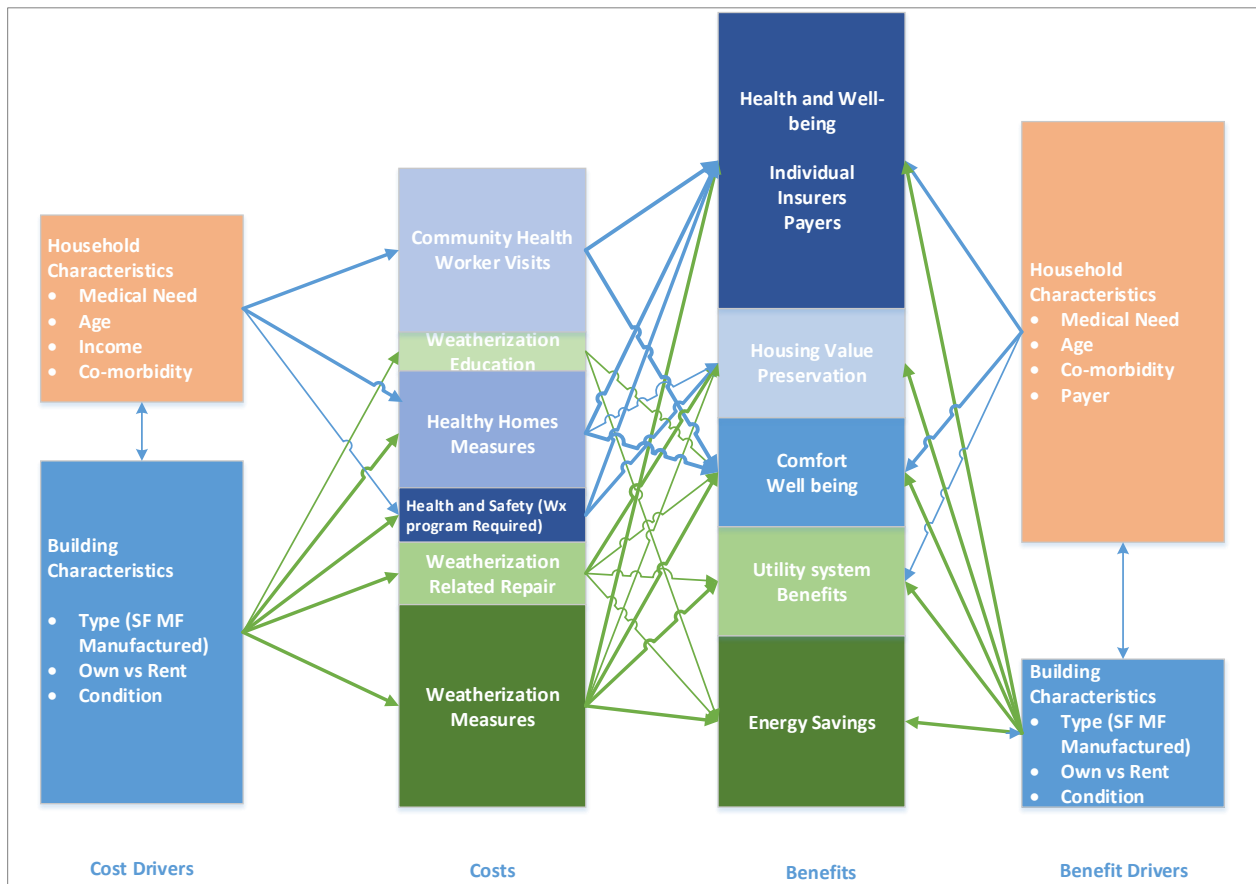 Household
Characteristics
• Medical Need
• Age
• Income
• Co-morbidity
Building
Characteristics
• Type (SF MF
Manufactured)
• Own vs Rent
• Condition
Cost Drivers
Community Health
Worker Visits
Weatherization
Education
Healthy Homes
Measures
Health and Safety (Wx
program Required)
Weatherization
Related Repair
Weatherization
Measures
Costs
Health and Well-
being
Individual
Insurers
Payers
Housing Value
Preservation
Comfort
Well being
Utility system
Benefits
Energy Savings
Benefits
Household
Characteristics
• Medical Need
• Age
• Co-morbidity
• Payer
Building
Characteristics
• Type (SF MF
Manufactured)
• Own vs Rent
• Condition
Benefit Drivers